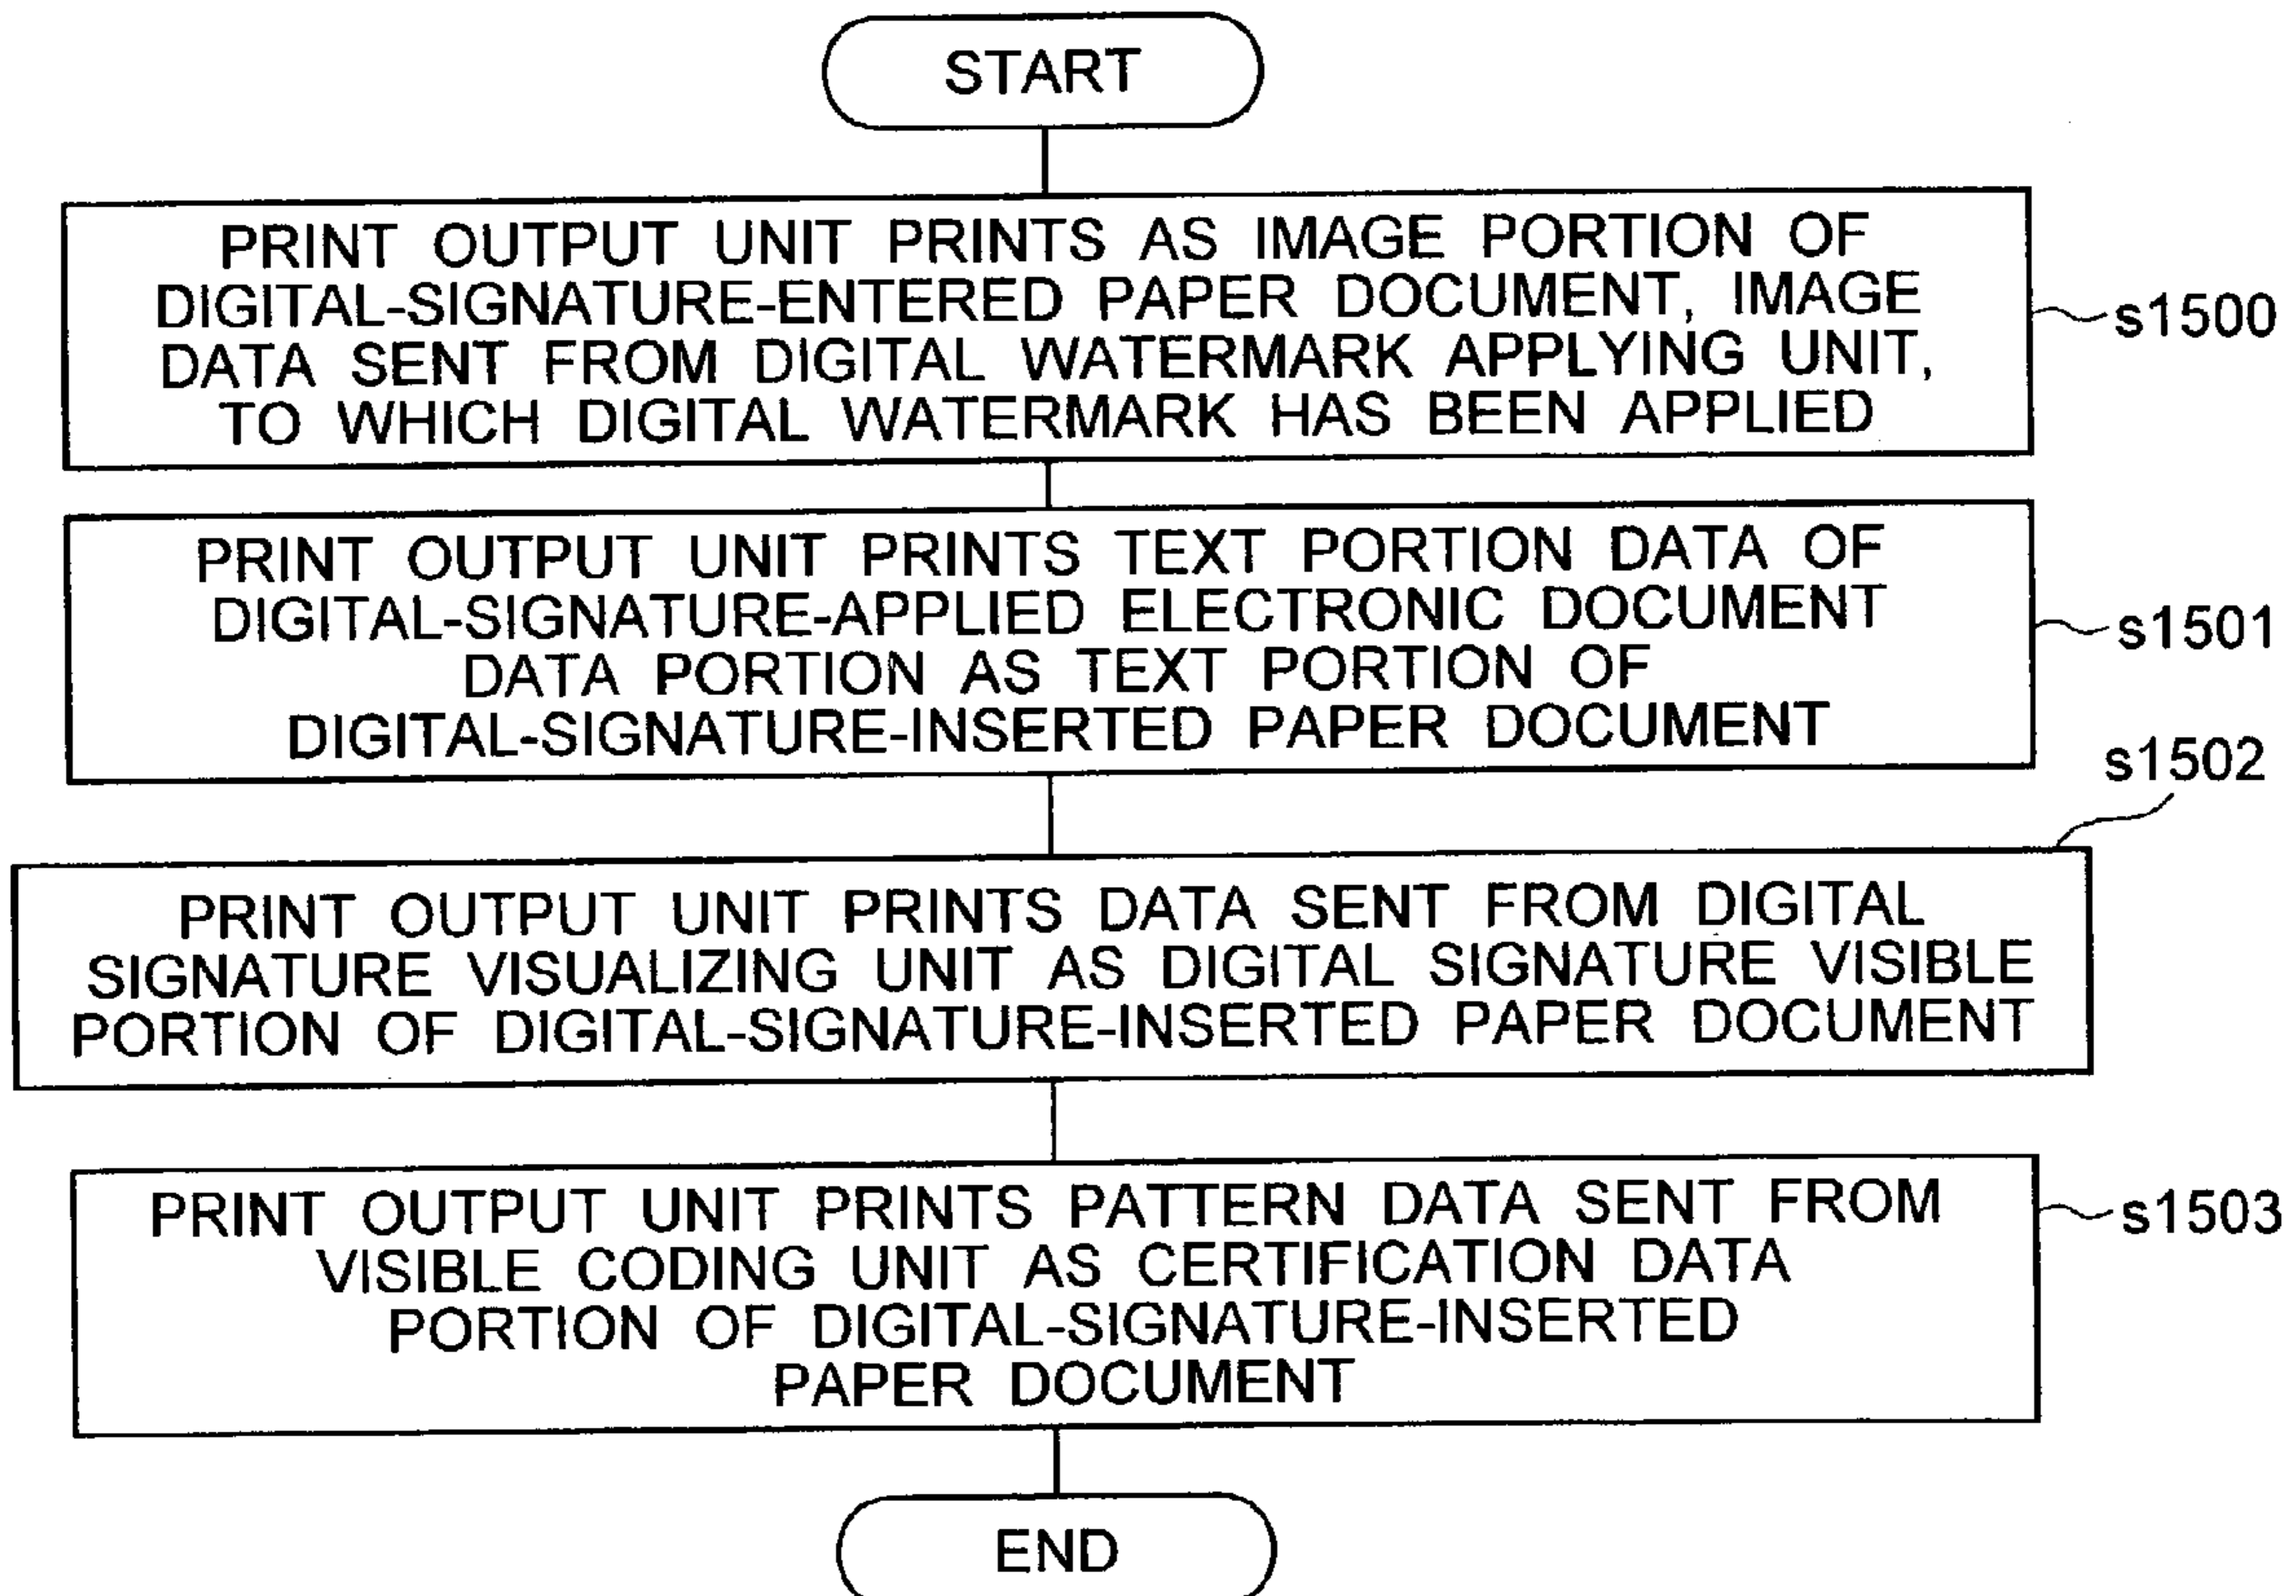 START
PRINT OUTPUT UNIT PRINTS AS IMAGE PORTION OF
DIGITAL-SIGNATURE-ENTERED PAPER DOCUMENT, IMAGE
DATA SENT FROM DIGITAL WATERMARK APPLYING UNIT,
TO WHICH DIGITAL WATERMARK HAS BEEN APPLIED
s1500
PRINT OUTPUT UNIT PRINTS TEXT PORTION DATA OF
DIGITAL-SIGNATURE-APPLIED ELECTRONIC DOCUMENT
DATA PORTION AS TEXT PORTION OF
DIGITAL-SIGNATURE-INSERTED PAPER DOCUMENT
s1501
s1502
PRINT OUTPUT UNIT PRINTS DATA SENT FROM DIGITAL
SIGNATURE VISUALIZING UNIT AS DIGITAL SIGNATURE VISIBLE
PORTION OF DIGITAL-SIGNATURE-INSERTED PAPER DOCUMENT
PRINT OUTPUT UNIT PRINTS PATTERN DATA SENT FROM
VISIBLE CODING UNIT AS CERTIFICATION DATA
PORTION OF DIGITAL-SIGNATURE-INSERTED
PAPER DOCUMENT
s1503
END